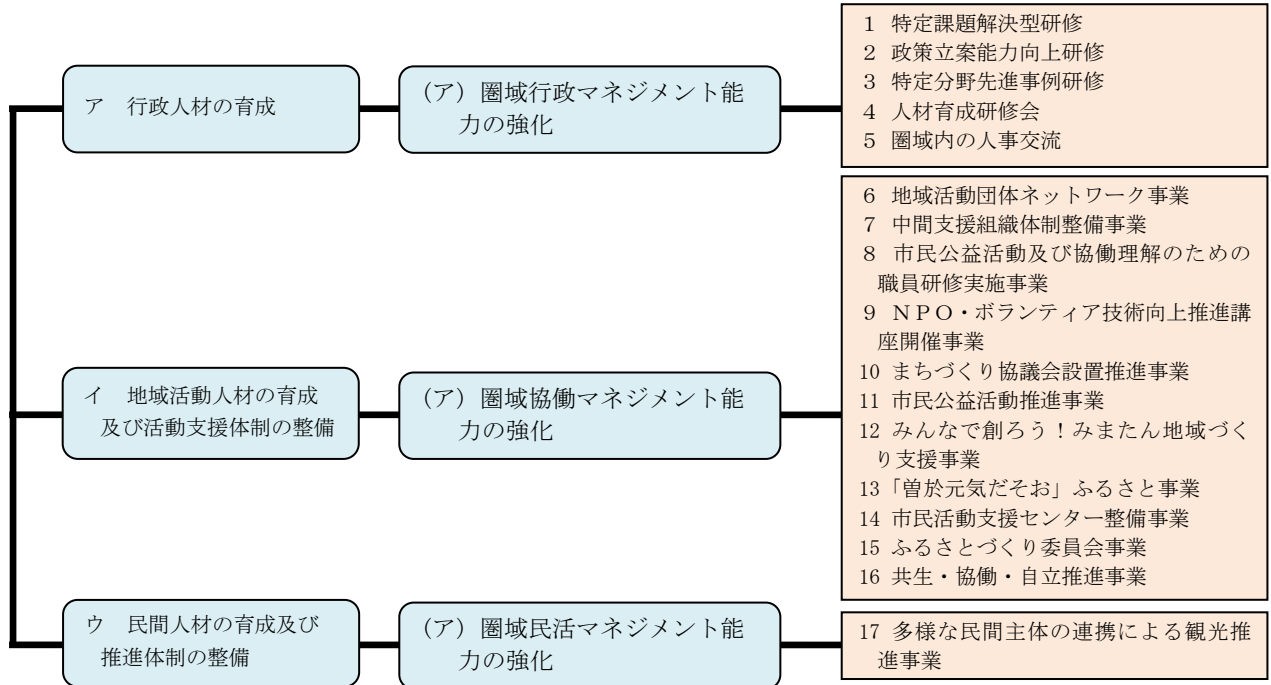 ア 行政人材の育成
(ア) 圏域行政マネジメント能
力の強化
1 特定課題解決型研修
2 政策立案能力向上研修
3 特定分野先進事例研修
4 人材育成研修会
5 圏域内の人事交流
イ 地域活動人材の育成
及び活動支援体制の整備
(ア) 圏域協働マネジメント能
力の強化
6 地域活動団体ネットワーク事業
7 中間支援組織体制整備事業
8 市民公益活動及び協働理解のための
職員研修実施事業
9 NPO・ボランティア技術向上推進講
座開催事業
10 まちづくり協議会設置推進事業
11 市民公益活動推進事業
12 みんなで創ろう!みまたん地域づく
り支援事業
13「曽於元気だそお」ふるさと事業
14 市民活動支援センター整備事業
15 ふるさとづくり委員会事業
16 共生・協働・自立推進事業
ウ 民間人材の育成及び
推進体制の整備
(ア) 圏域民活マネジメント能
力の強化
17 多様な民間主体の連携による観光推
進事業